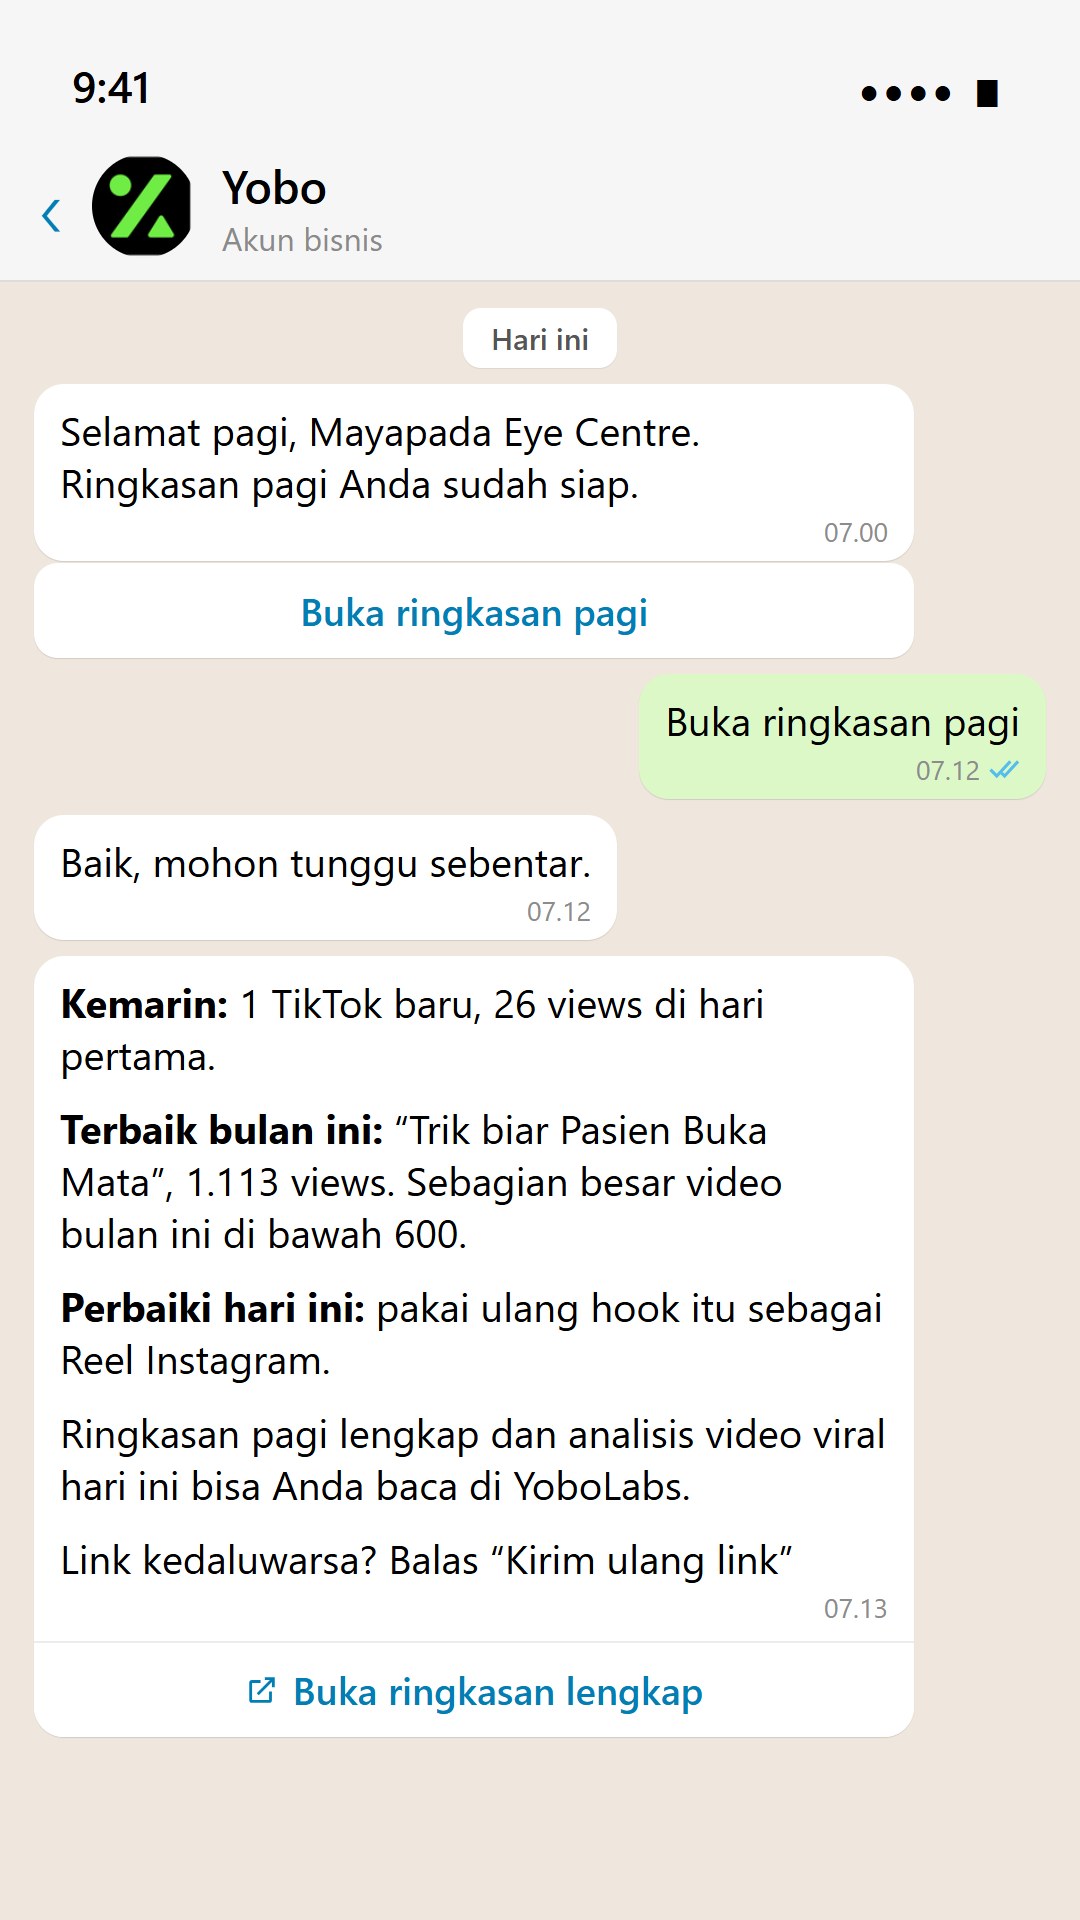 9:41
Yobo
Akun bisnis
Hari ini
Selamat pagi, Mayapada Eye Centre.
Ringkasan pagi Anda sudah siap.
07.00
Buka ringkasan pagi
Buka ringkasan pagi
07.12
Baik, mohon tunggu sebentar.
07.12
Kemarin: 1 TikTok baru, 26 views di hari
pertama.
Terbaik bulan ini: “Trik biar Pasien Buka
Mata”, 1.113 views. Sebagian besar video
bulan ini di bawah 600.
Perbaiki hari ini: pakai ulang hook itu sebagai
Reel Instagram.
Ringkasan pagi lengkap dan analisis video viral
hari ini bisa Anda baca di YoboLabs.
Link kedaluwarsa? Balas “Kirim ulang link”
07.13
Buka ringkasan lengkap